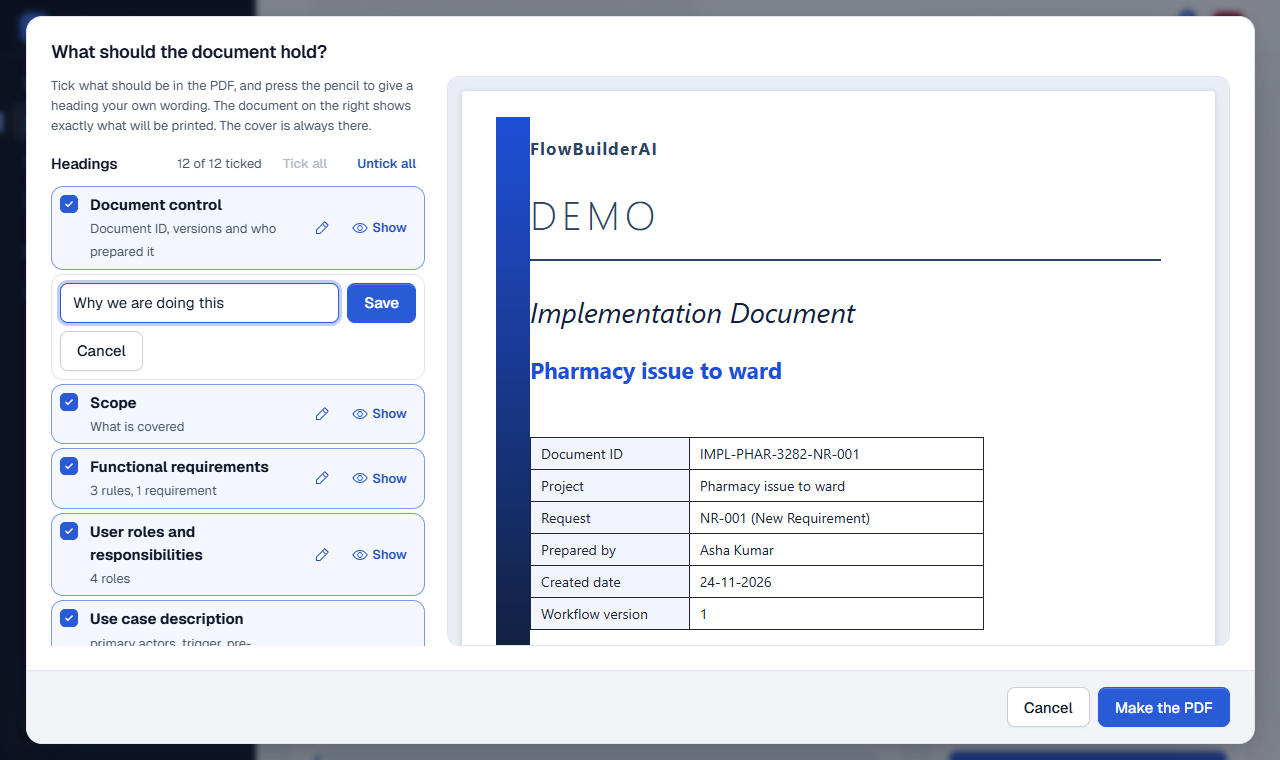 What should the document hold?
Tick what should be in the PDF, and press the pencil to give a
heading your own wording. The document on the right shows
exactly what will be printed. The cover is always there.
Headings 12 of 12 ticked Tick all Untick all
Document control
Document ID, versions and who
prepared it
Show
Why we are doing this
Save
Cancel
Scope
What is covered
Show
Functional requirements
3 rules, 1 requirement
Show
User roles and
responsibilities
4 roles
Show
Use case description
primary actors, trigger, pre-
FlowBuilderAI
DEMO
Implementation Document
Pharmacy issue to ward
Document ID IMPL-PHAR-3282-NR-001
Project Pharmacy issue to ward
Request NR-001 (New Requirement)
Prepared by Asha Kumar
Created date 24-11-2026
Workflow version 1
Cancel Make the PDF